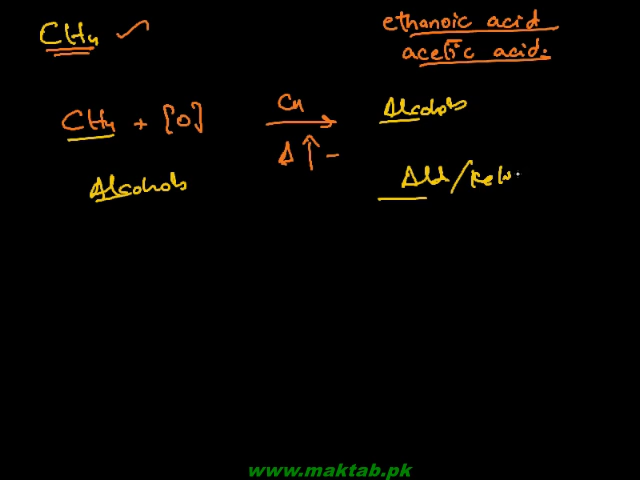 CH₄
ethanoic acid
acetic acid.
CH₄ + [O] Cu Δ ↑ → Alcohols
Alcohols
Ald/Keto
www.maktab.pk